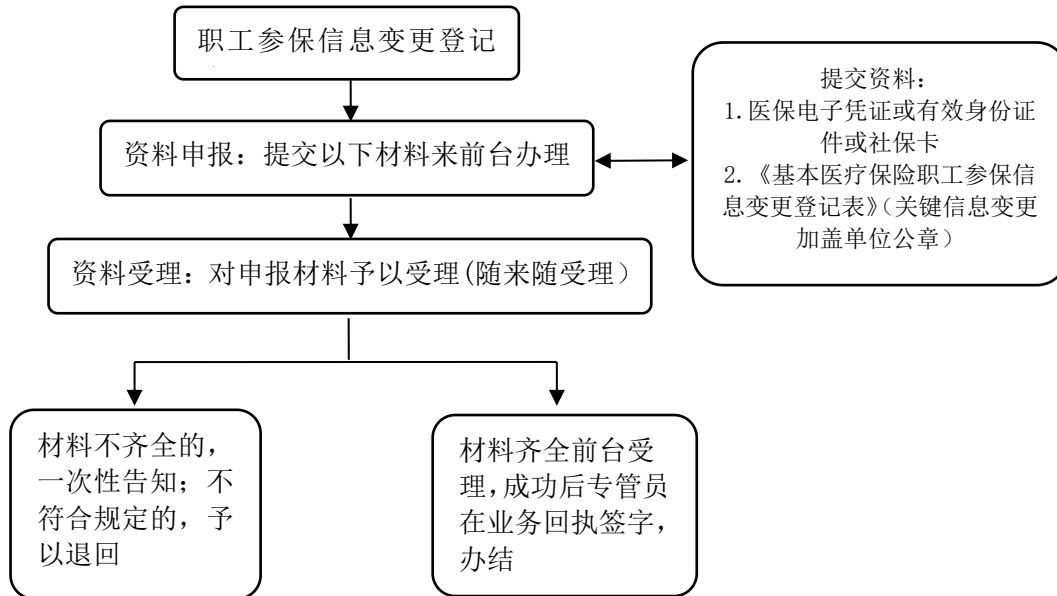 职工参保信息变更登记
资料申报：提交以下材料来前台办理
提交资料：
1.医保电子凭证或有效身份证
件或社保卡
2.《基本医疗保险职工参保信
息变更登记表》（关键信息变更
加盖单位公章）
资料受理：对申报材料予以受理(随来随受理）
材料不齐全的，
一次性告知；不
符合规定的，予
以退回
材料齐全前台受
理，成功后专管员
在业务回执签字，
办结